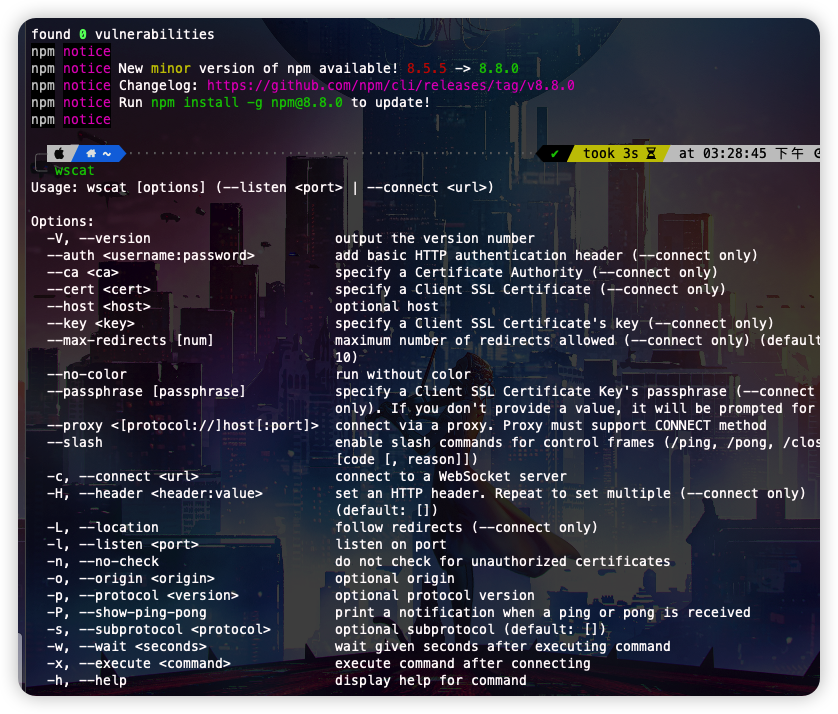 found 0 vulnerabilities
npm notice
npm notice New minor version of npm available! 8.5.5 -> 8.8.0
npm notice Changelog: https://github.com/npm/cli/releases/tag/v8.8.0
npm notice Run npm install -g npm@8.8.0 to update!
npm notice
~ ✔ took 3s at 03:28:45 下午
wscat
Usage: wscat [options] (--listen <port> | --connect <url>)
Options:
-V, --version output the version number
--auth <username:password> add basic HTTP authentication header (--connect only)
--ca <ca> specify a Certificate Authority (--connect only)
--cert <cert> specify a Client SSL Certificate (--connect only)
--host <host> optional host
--key <key> specify a Client SSL Certificate's key (--connect only)
--max-redirects [num] maximum number of redirects allowed (--connect only) (default
10)
--no-color run without color
--passphrase [passphrase] specify a Client SSL Certificate Key's passphrase (--connect
only). If you don't provide a value, it will be prompted for
--proxy <[protocol://]host[:port]> connect via a proxy. Proxy must support CONNECT method
--slash enable slash commands for control frames (/ping, /pong, /clos
[code [, reason]])
-c, --connect <url> connect to a WebSocket server
-H, --header <header:value> set an HTTP header. Repeat to set multiple (--connect only)
(default: [])
-L, --location follow redirects (--connect only)
-l, --listen <port> listen on port
-n, --no-check do not check for unauthorized certificates
-o, --origin <origin> optional origin
-p, --protocol <version> optional protocol version
-P, --show-ping-pong print a notification when a ping or pong is received
-s, --subprotocol <protocol> optional subprotocol (default: [])
-w, --wait <seconds> wait given seconds after executing command
-x, --execute <command> execute command after connecting
-h, --help display help for command